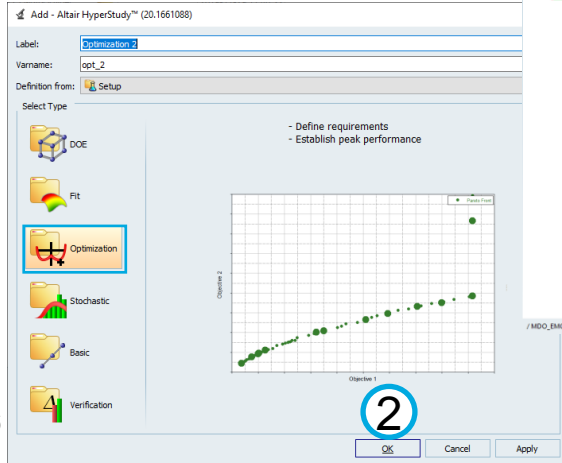 Add - Altair HyperStudy™ (20.1661088)
Label: Optimization 2
Varname: opt_2
Definition from: Setup
Select Type
DOE
Fit
Optimization
Stochastic
Basic
Verification
- Define requirements
- Establish peak performance
Pareto Front
Objective 2
Objective 1
/ MDO_EM
2
OK Cancel Apply